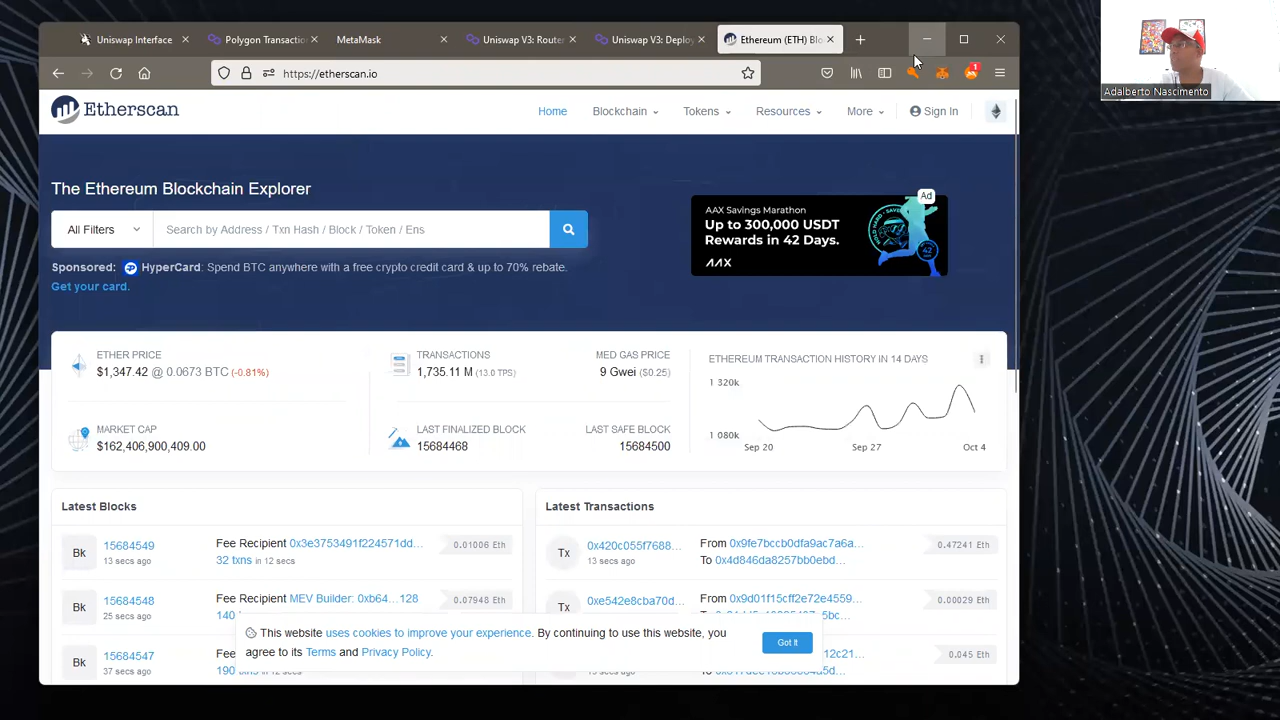 Uniswap Interface
Polygon Transactio
MetaMask
Uniswap V3: Route
Uniswap V3: Deploy
Ethereum (ETH) Blo
https://etherscan.io
1
Adalberto Nascimento
Etherscan
Home
Blockchain
Tokens
Resources
More
Sign In
The Ethereum Blockchain Explorer
All Filters
Search by Address / Txn Hash / Block / Token / Ens
Sponsored: HyperCard: Spend BTC anywhere with a free crypto credit card & up to 70% rebate.
Get your card.
Ad
AAX Savings Marathon
Up to 300,000 USDT
Rewards in 42 Days.
AAX
42
ETHER PRICE
$1,347.42 @ 0.0673 BTC (-0.81%)
MARKET CAP
$162,406,900,409.00
TRANSACTIONS
1,735.11 M (13.0 TPS)
MED GAS PRICE
9 Gwei ($0.25)
LAST FINALIZED BLOCK
15684468
LAST SAFE BLOCK
15684500
ETHEREUM TRANSACTION HISTORY IN 14 DAYS
1 320k
1 080k
Sep 20
Sep 27
Oct 4
Latest Blocks
Bk
15684549
13 secs ago
Fee Recipient 0x3e3753491f224571dd...
32 txns in 12 secs
0.01006 Eth
Bk
15684548
25 secs ago
Fee Recipient MEV Builder: 0xb64...128
140
0.07948 Eth
Bk
15684547
37 secs ago
Fee
190 txns in 12 secs
Latest Transactions
Tx
0x420c055f7688...
13 secs ago
From 0x9fe7bccb0dfa9ac7a6a...
To 0x4d846da8257bb0ebd...
0.47241 Eth
Tx
0xe542e8cba70d...
From 0x9d01f15cff2e72e4559...
0.00029 Eth
0.045 Eth
This website uses cookies to improve your experience. By continuing to use this website, you
agree to its Terms and Privacy Policy.
Got It